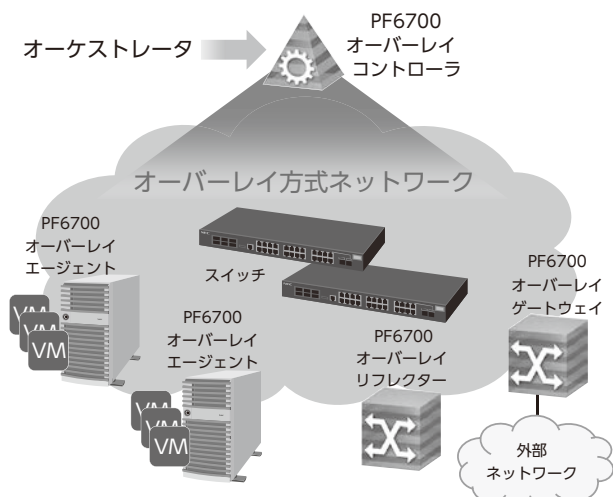 オーケストレータ
PF6700
オーバーレイ
コントローラ
オーバーレイ方式ネットワーク
PF6700
オーバーレイ
エージェント
スイッチ
PF6700
オーバーレイ
ゲートウェイ
PF6700
オーバーレイ
エージェント
PF6700
オーバーレイ
リフレクター
VM
VM
VM
VM
VM
VM
外部
ネットワーク